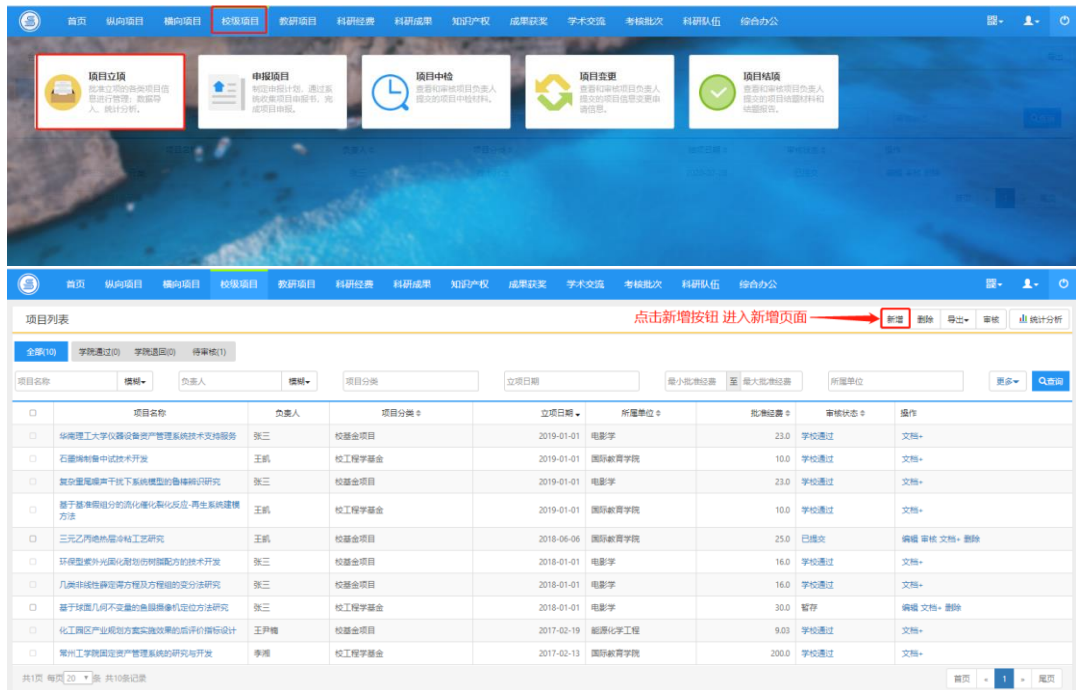 首页 纵向项目 横向项目 校级项目 教研项目 科研经费 科研成果 知识产权 成果获奖 学术交流 考核批次 科研队伍 综合办公
项目立项 申报项目 项目中检 项目变更 项目结项
批准立项的各类项目信息进行管理：数据导入、统计分析。
制定申报计划、通过系统收集项目申报书、完成项目申报。
查看和审核项目负责人提交的项目中检材料。
查看和审核项目负责人提交的项目信息变更申请信息。
查看和审核项目负责人提交的项目结题材料和结题报告。
首页 纵向项目 横向项目 校级项目 教研项目 科研经费 科研成果 知识产权 成果获奖 学术交流 考核批次 科研队伍 综合办公
项目列表 点击新增按钮 进入新增页面 新增 删除 导出 审核 统计分析
全部(10) 学院通过(0) 学院退回(0) 待审核(1)
项目名称 模糊 负责人 模糊 项目分类 立项日期 最小批准经费 至 最大批准经费 所属单位 更多 查询
项目名称 负责人 项目分类 立项日期 所属单位 批准经费 审核状态 操作
华南理工大学仪器设备资产管理系统技术支持服务 张三 校基金项目 2019-01-01 电影学 23.0 学校通过 文档+
石墨烯制备中试技术开发 王凯 校工程学基金 2019-01-01 国际教育学院 10.0 学校通过 文档+
复杂重尾噪声干扰下系统模型的鲁棒辨识研究 张三 校基金项目 2019-01-01 电影学 23.0 学校通过 文档+
基于基准假组分的流化催化裂化反应-再生系统建模方法 王凯 校工程学基金 2019-01-01 国际教育学院 10.0 学校通过 文档+
三元乙丙绝热层冷帖工艺研究 王凯 校基金项目 2018-06-06 国际教育学院 25.0 已提交 编辑 审核 文档+ 删除
环保型紫外光固化耐划伤树脂配方的技术开发 张三 校基金项目 2018-01-01 电影学 16.0 学校通过 文档+
几类非线性薛定谔方程及方程组的变分法研究 张三 校基金项目 2018-01-01 电影学 16.0 学校通过 文档+
基于球面几何不变量的鱼眼摄像机定位方法研究 张三 校工程学基金 2018-01-01 电影学 30.0 暂存 编辑 文档+ 删除
化工园区产业规划方案实施效果的后评价指标设计 王尹 校基金项目 2017-02-19 能源化学工程 9.03 学校通过 文档+
常州工学院固定资产管理系统的研究与开发 李湘 校工程学基金 2017-02-13 国际教育学院 200.0 学校通过 文档+
共1页 每页 20 条 共10条记录 首页 « 1 » 尾页